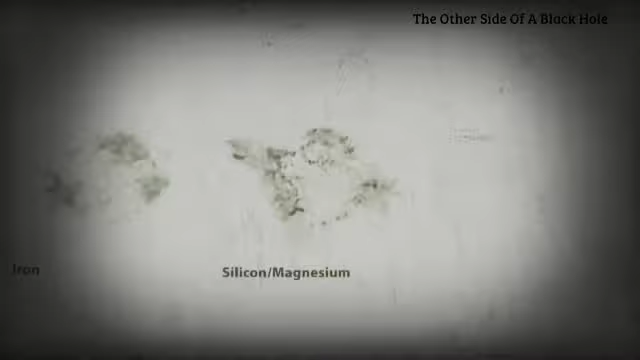 The Other Side Of A Black Hole
Iron
Silicon/Magnesium